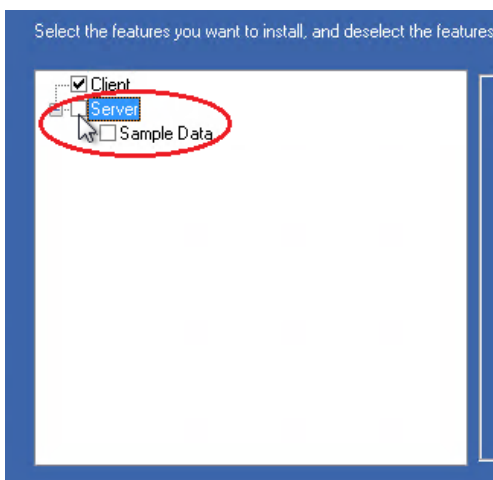 Select the features you want to install, and deselect the features
Client
Server
Sample Data